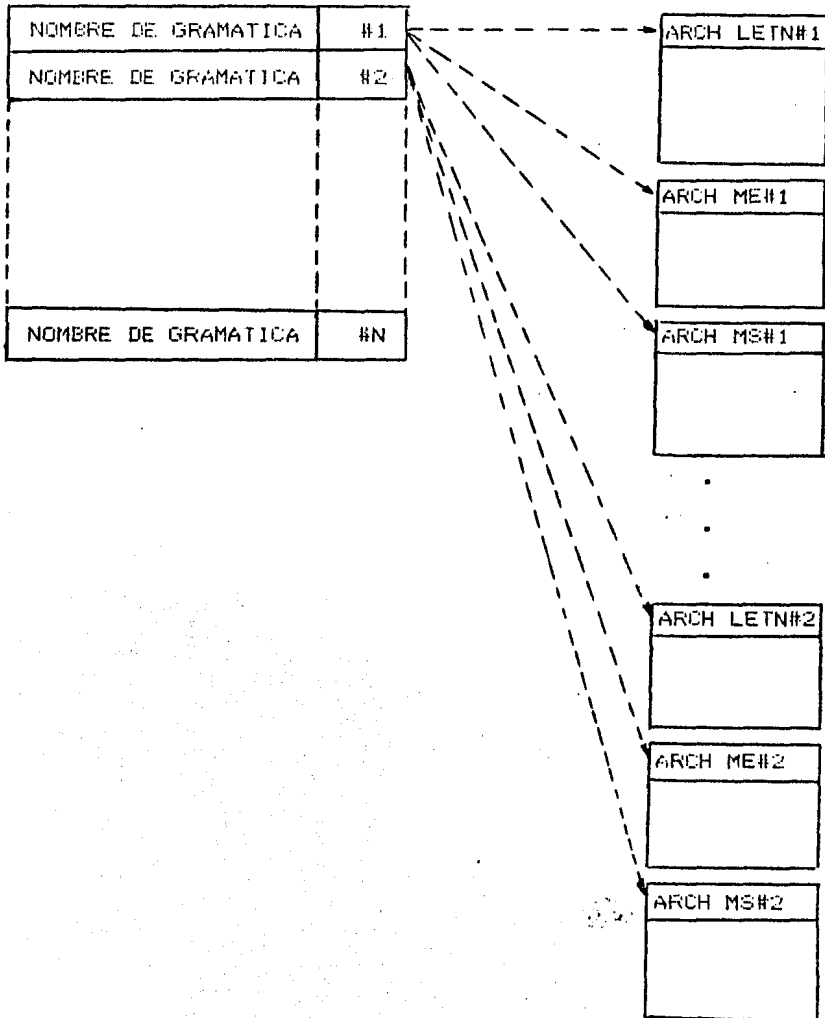 NOMBRE DE GRAMATICA #1
NOMBRE DE GRAMATICA #2
NOMBRE DE GRAMATICA #N
ARCH LETN#1
ARCH ME#1
ARCH MS#1
ARCH LETN#2
ARCH ME#2
ARCH MS#2